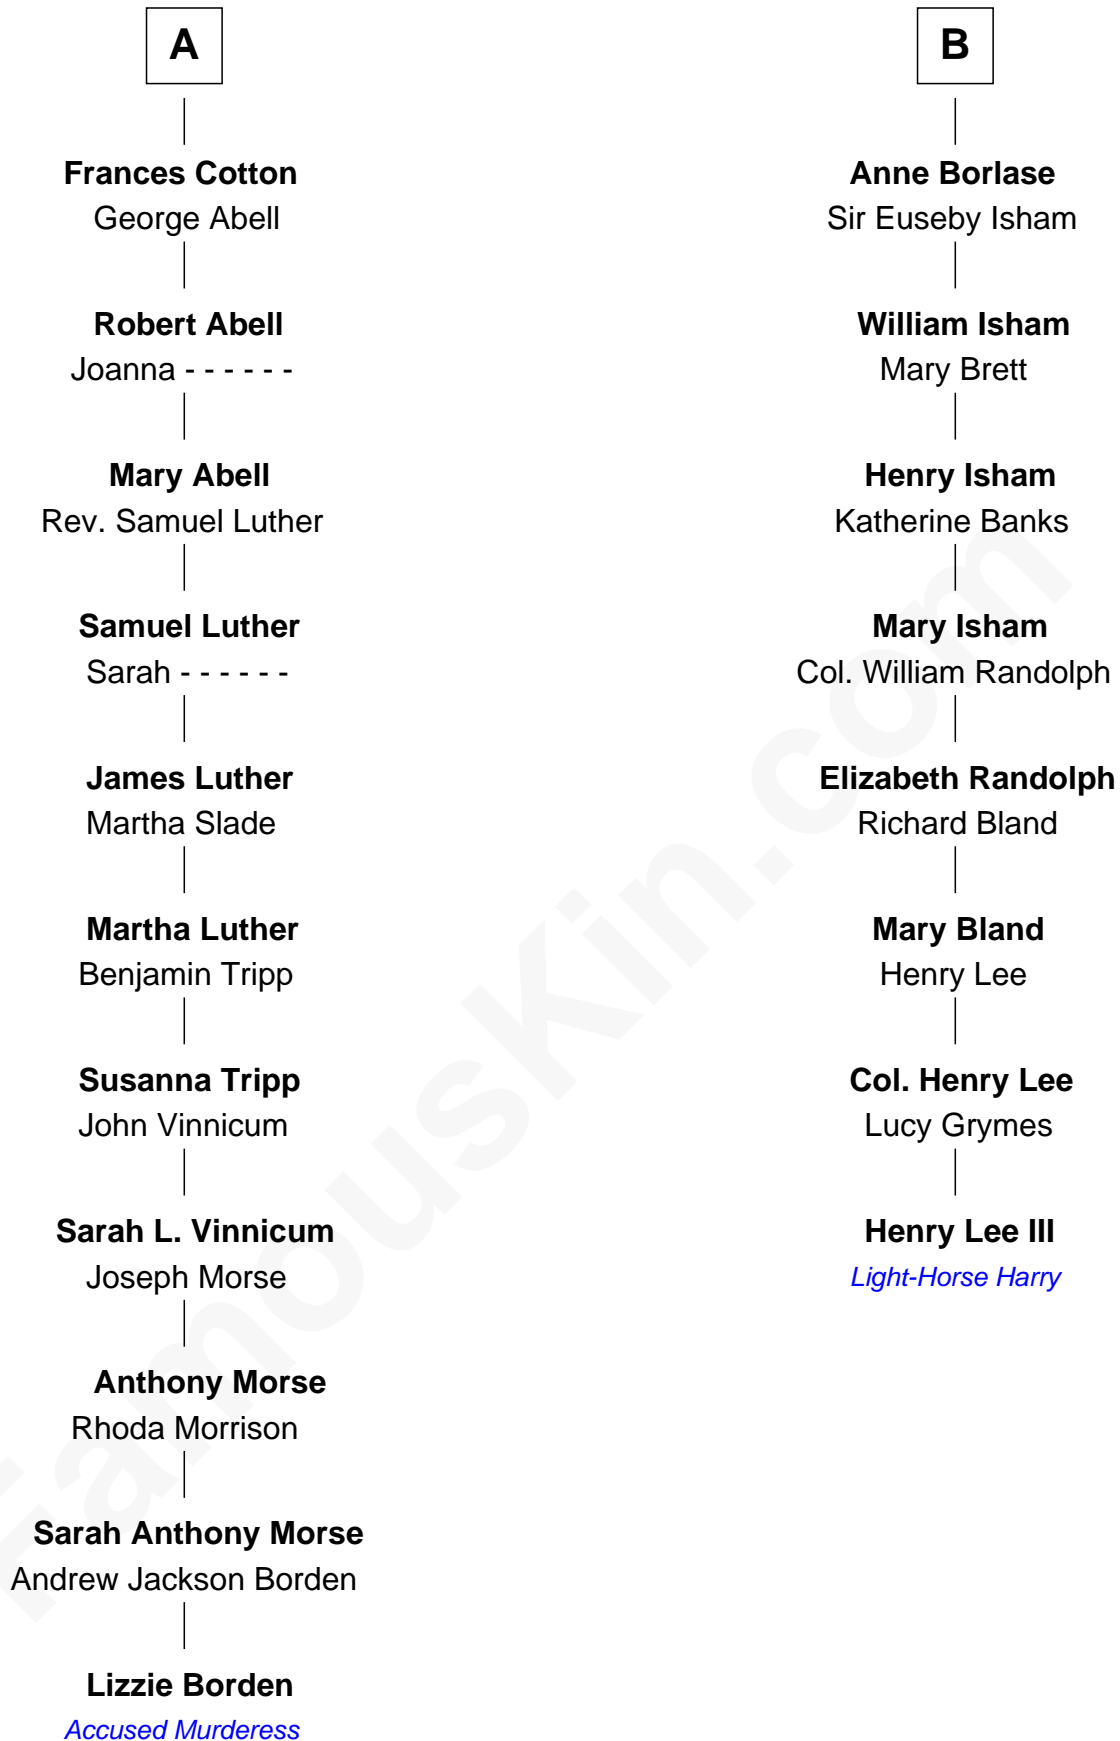 A
Frances Cotton
George Abell
Robert Abell
Joanna - - - - - -
Mary Abell
Rev. Samuel Luther
Samuel Luther
Sarah - - - - - -
James Luther
Martha Slade
Martha Luther
Benjamin Tripp
Susanna Tripp
John Vinnicum
Sarah L. Vinnicum
Joseph Morse
Anthony Morse
Rhoda Morrison
Sarah Anthony Morse
Andrew Jackson Borden
Lizzie Borden
Accused Murderess
B
Anne Borlase
Sir Euseby Isham
William Isham
Mary Brett
Henry Isham
Katherine Banks
Mary Isham
Col. William Randolph
Elizabeth Randolph
Richard Bland
Mary Bland
Henry Lee
Col. Henry Lee
Lucy Grymes
Henry Lee III
Light-Horse Harry
FamousKin.com